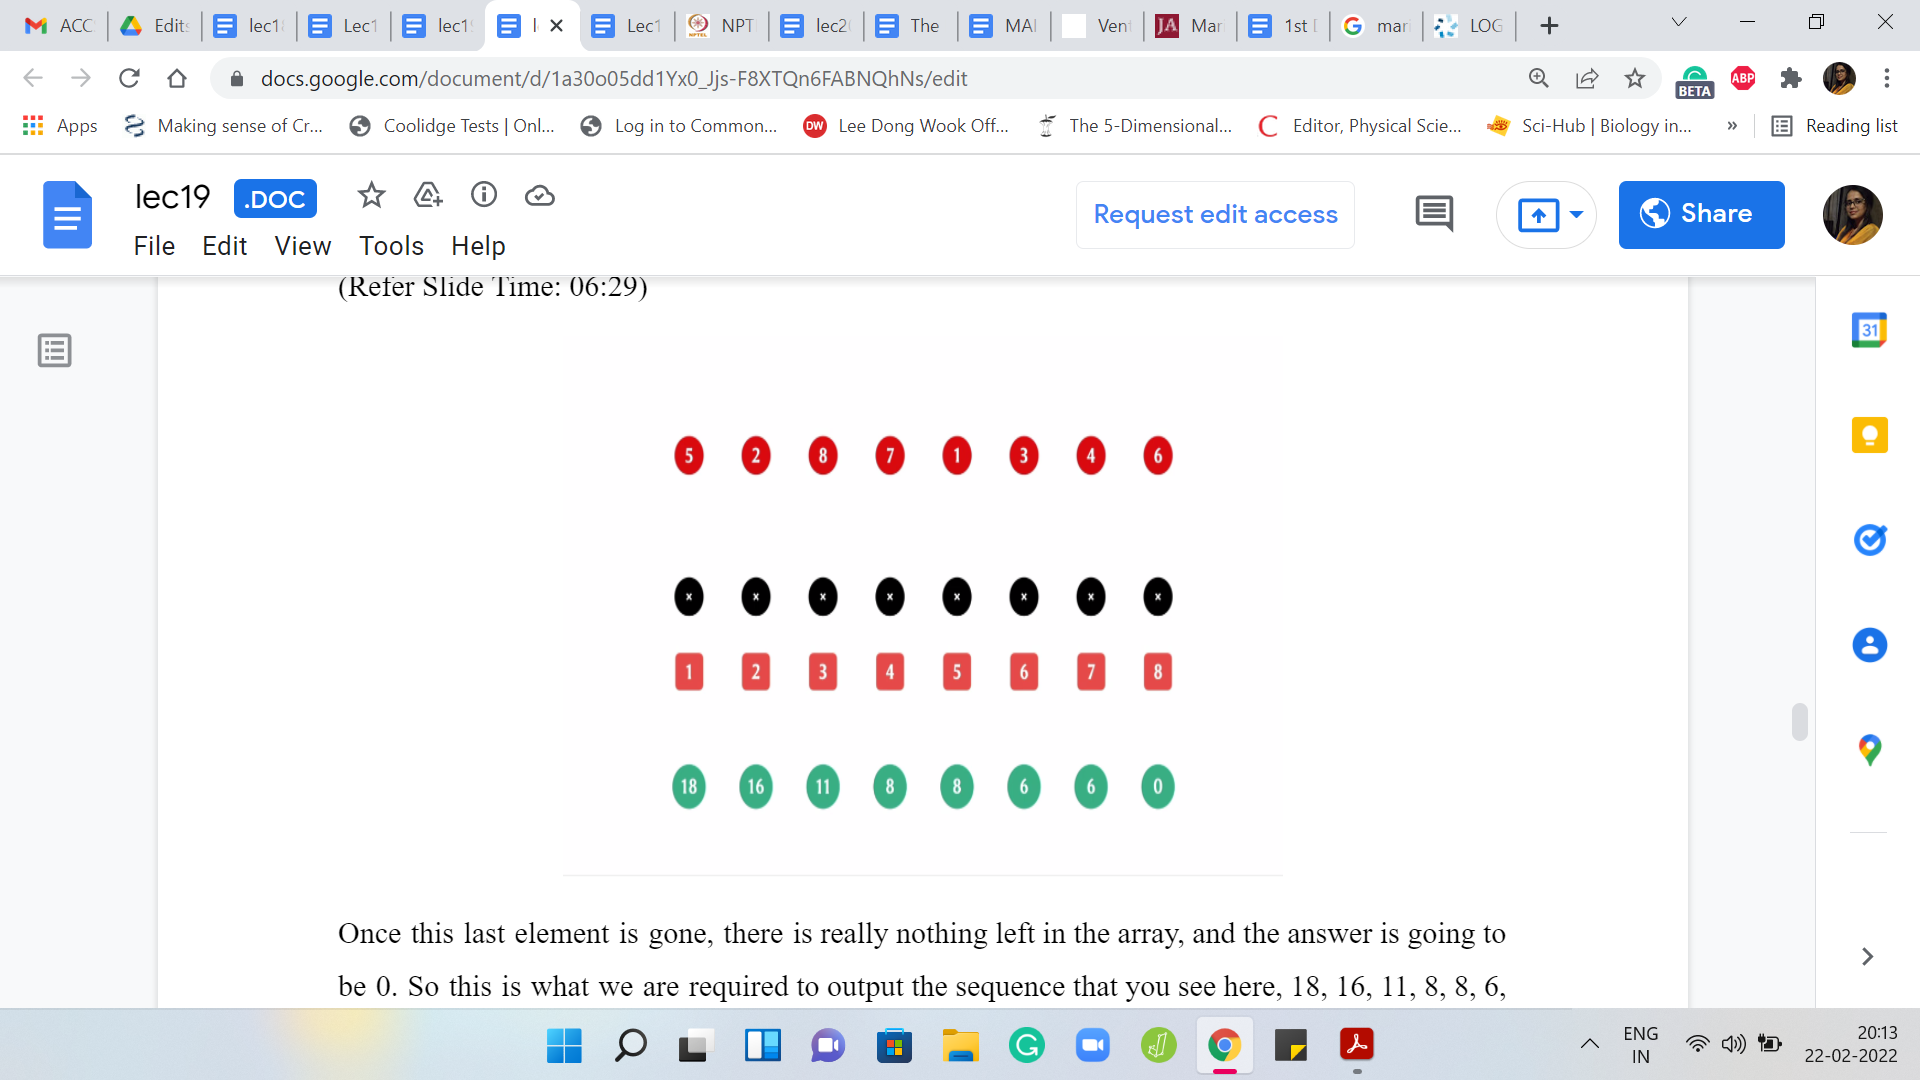 ACC
Edits
lec18
Lec1
lec19
l
Lec1
NPT
lec20
The
MAI
Vent
Mar
1st
mari
LOG
docs.google.com/document/d/1a30o05dd1Yx0_Jjs-F8XTQn6FABNQhNs/edit
BETA
ABP
Apps
Making sense of Cr...
Coolidge Tests | Onl...
Log in to Common...
DW
Lee Dong Wook Off...
The 5-Dimensional...
Editor, Physical Scie...
Sci-Hub | Biology in...
»
Reading list
lec19 .DOC
Request edit access
Share
File Edit View Tools Help
(Refer Slide Time: 06:29)
31
5 2 8 7 1 3 4 6
x x x x x x x x
1 2 3 4 5 6 7 8
18 16 11 8 8 6 6 0
Once this last element is gone, there is really nothing left in the array, and the answer is going to
be 0. So this is what we are required to output the sequence that you see here, 18, 16, 11, 8, 8, 6,
ENG
IN
20:13
22-02-2022